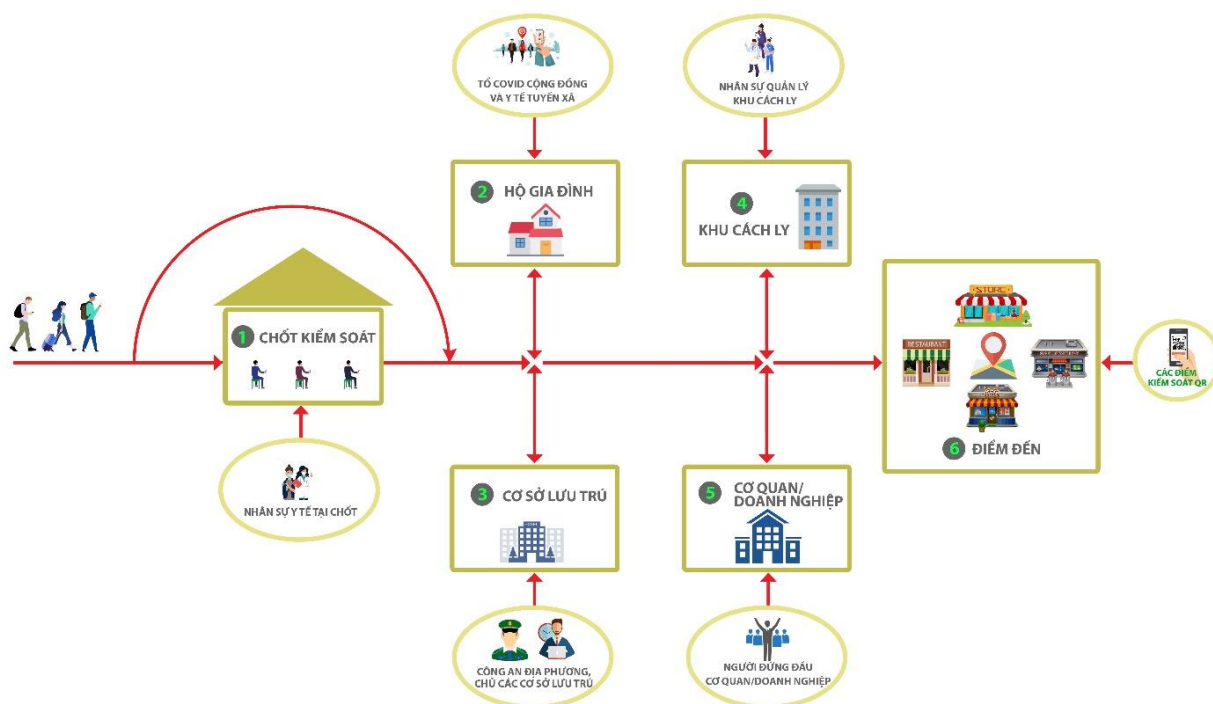 TỔ COVID CỘNG ĐỒNG
VÀ Y TẾ TUYẾN XÃ
NHÂN SỰ QUẢN LÝ
KHU CÁCH LY
2 HỘ GIA ĐÌNH
4
KHU CÁCH LY
1 CHỐT KIỂM SOÁT
STORE
RESTAURANT
CÁC ĐIỂM
KIỂM SOÁT QR
6 ĐIỂM ĐẾN
NHÂN SỰ Y TẾ TẠI CHỐT
3 CƠ SỞ LƯU TRÚ
5 CƠ QUAN/
DOANH NGHIỆP
CÔNG AN ĐỊA PHƯƠNG,
CHỦ CÁC CƠ SỞ LƯU TRÚ
NGƯỜI ĐỨNG ĐẦU
CƠ QUAN/DOANH NGHIỆP